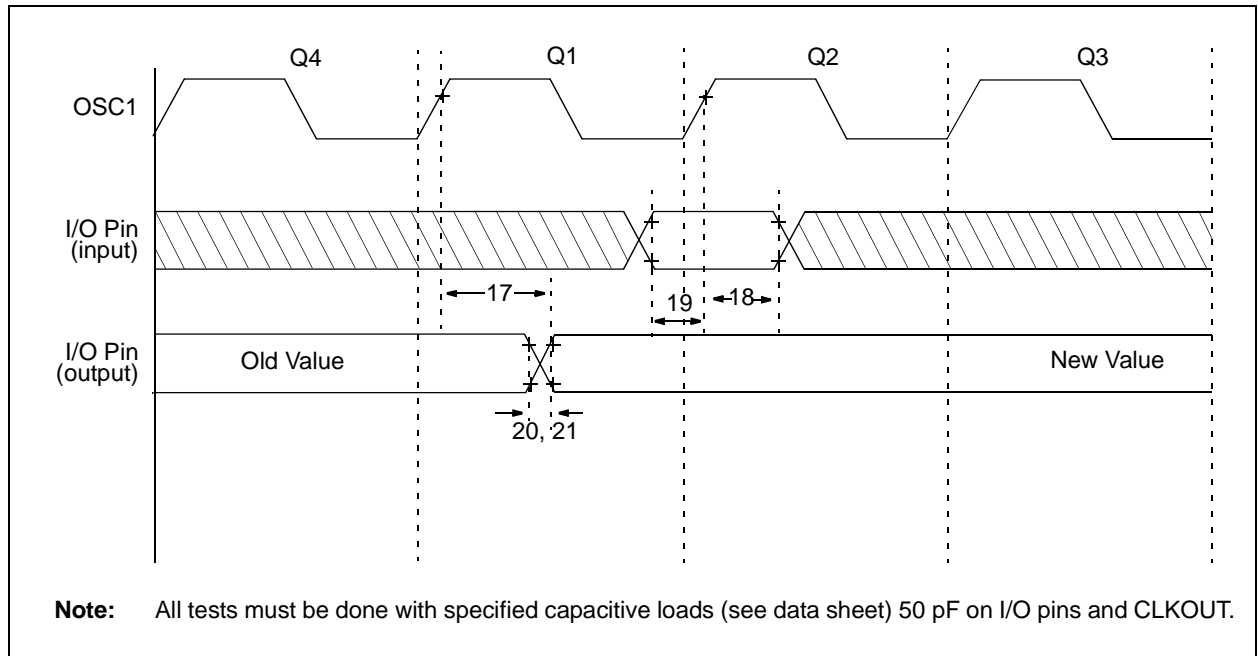 Q4 Q1 Q2 Q3
OSC1
I/O Pin
(input)
17 19 18
I/O Pin
(output)
Old Value New Value
20, 21
Note: All tests must be done with specified capacitive loads (see data sheet) 50 pF on I/O pins and CLKOUT.